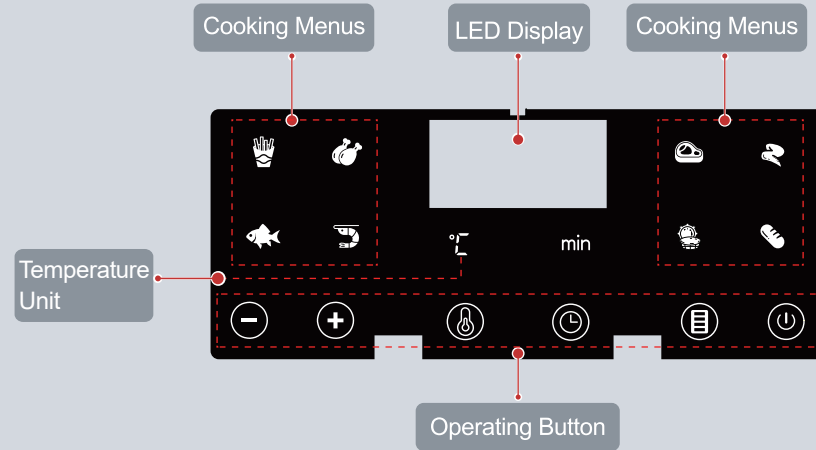 Cooking Menus
LED Display
Cooking Menus
°C
min
Temperature
Unit
Operating Button